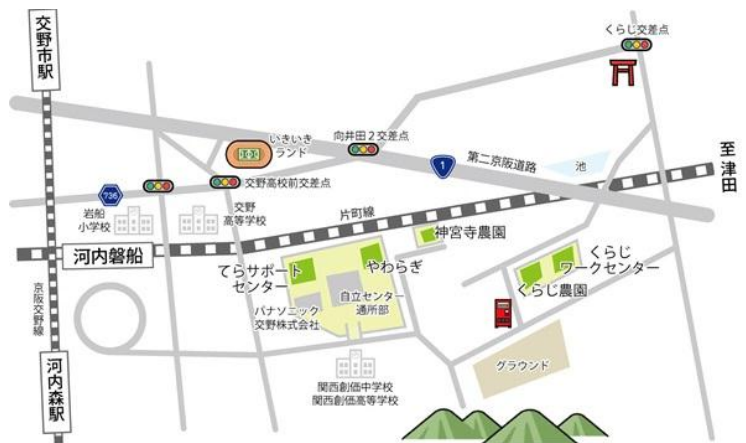 交野市駅
くらじ交差点
いきいき
ランド
向井田2交差点
1
第二京阪道路
池
至津田
736
交野高校前交差点
岩船
小学校
交野
高等学校
片町線
神宮寺農園
河内磐船
てらサポート
センター
やわらぎ
くらじ
ワークセンター
くらじ農園
自立センター
通所部
パナソニック
交野株式会社
京阪交野線
河内森駅
グラウンド
関西創価中学校
関西創価高等学校